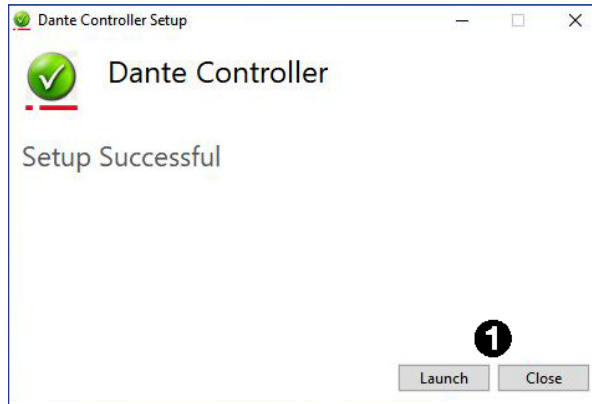 Dante Controller Setup
Dante Controller
Setup Successful
1
Launch Close